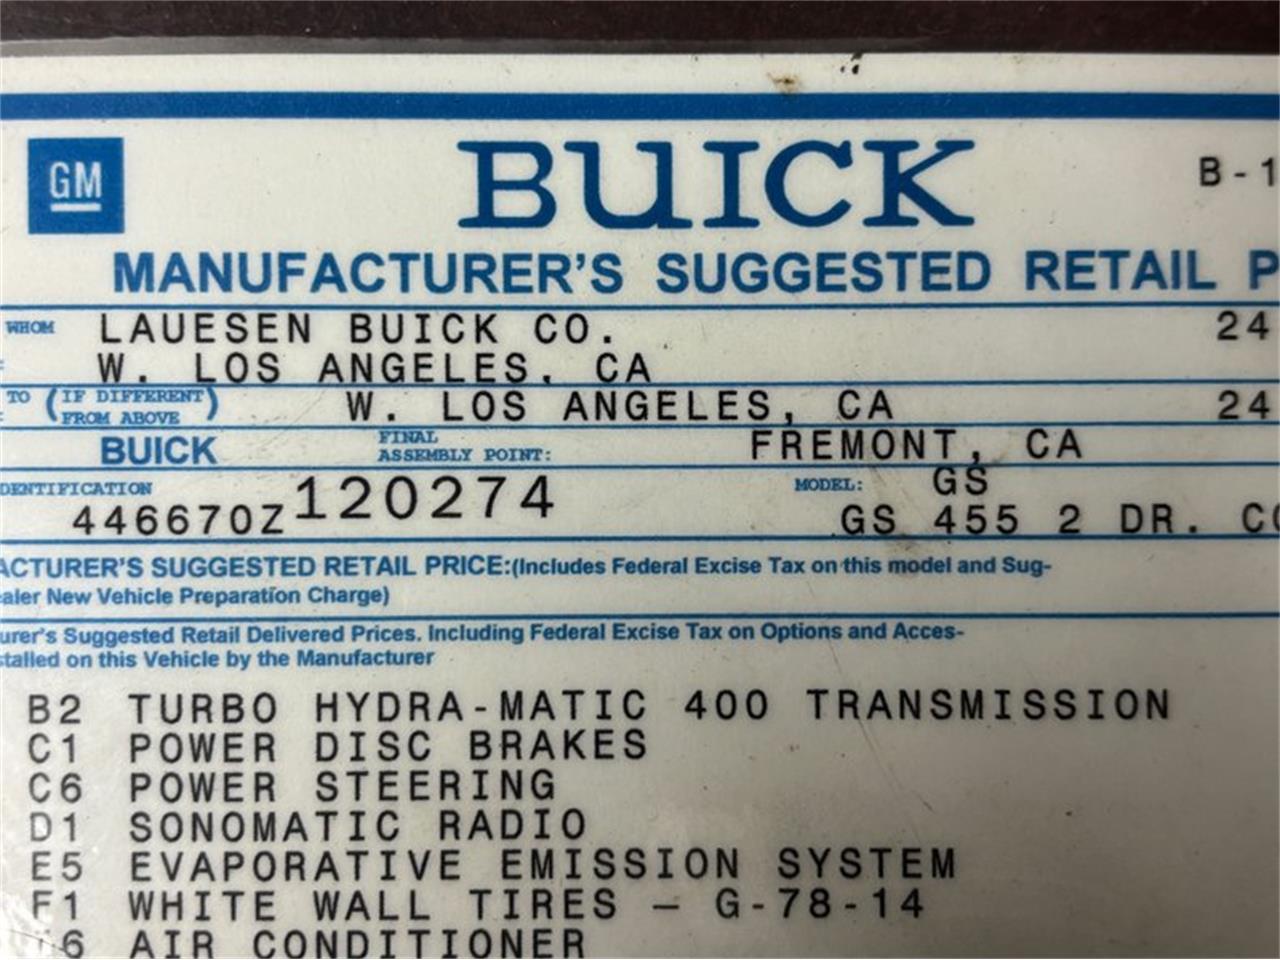 GM
BUICK
B-1
MANUFACTURER'S SUGGESTED RETAIL P
WHOM LAUESEN BUICK CO. 24
W. LOS ANGELES, CA
TO (IF DIFFERENT FROM ABOVE) W. LOS ANGELES, CA 24
BUICK FINAL ASSEMBLY POINT: FREMONT, CA
DENTIFICATION MODEL: GS
446670Z120274 GS 455 2 DR. CO
ACTURER'S SUGGESTED RETAIL PRICE:(Includes Federal Excise Tax on this model and Sug-
ealer New Vehicle Preparation Charge)
urer's Suggested Retail Delivered Prices. Including Federal Excise Tax on Options and Acces-
stalled on this Vehicle by the Manufacturer
B2 TURBO HYDRA-MATIC 400 TRANSMISSION
C1 POWER DISC BRAKES
C6 POWER STEERING
D1 SONOMATIC RADIO
E5 EVAPORATIVE EMISSION SYSTEM
F1 WHITE WALL TIRES – G-78-14
6 AIR CONDITIONER